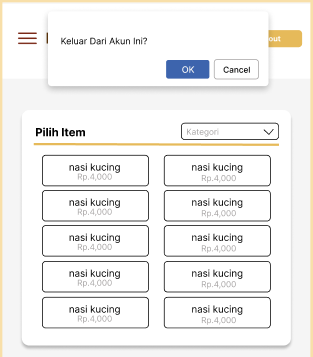 Keluar Dari Akun Ini?
OK Cancel
Pilih Item
Kategori
nasi kucing nasi kucing
Rp.4,000 Rp.4,000
nasi kucing nasi kucing
Rp.4,000 Rp.4,000
nasi kucing nasi kucing
Rp.4,000 Rp.4,000
nasi kucing nasi kucing
Rp.4,000 Rp.4,000
nasi kucing nasi kucing
Rp.4,000 Rp.4,000